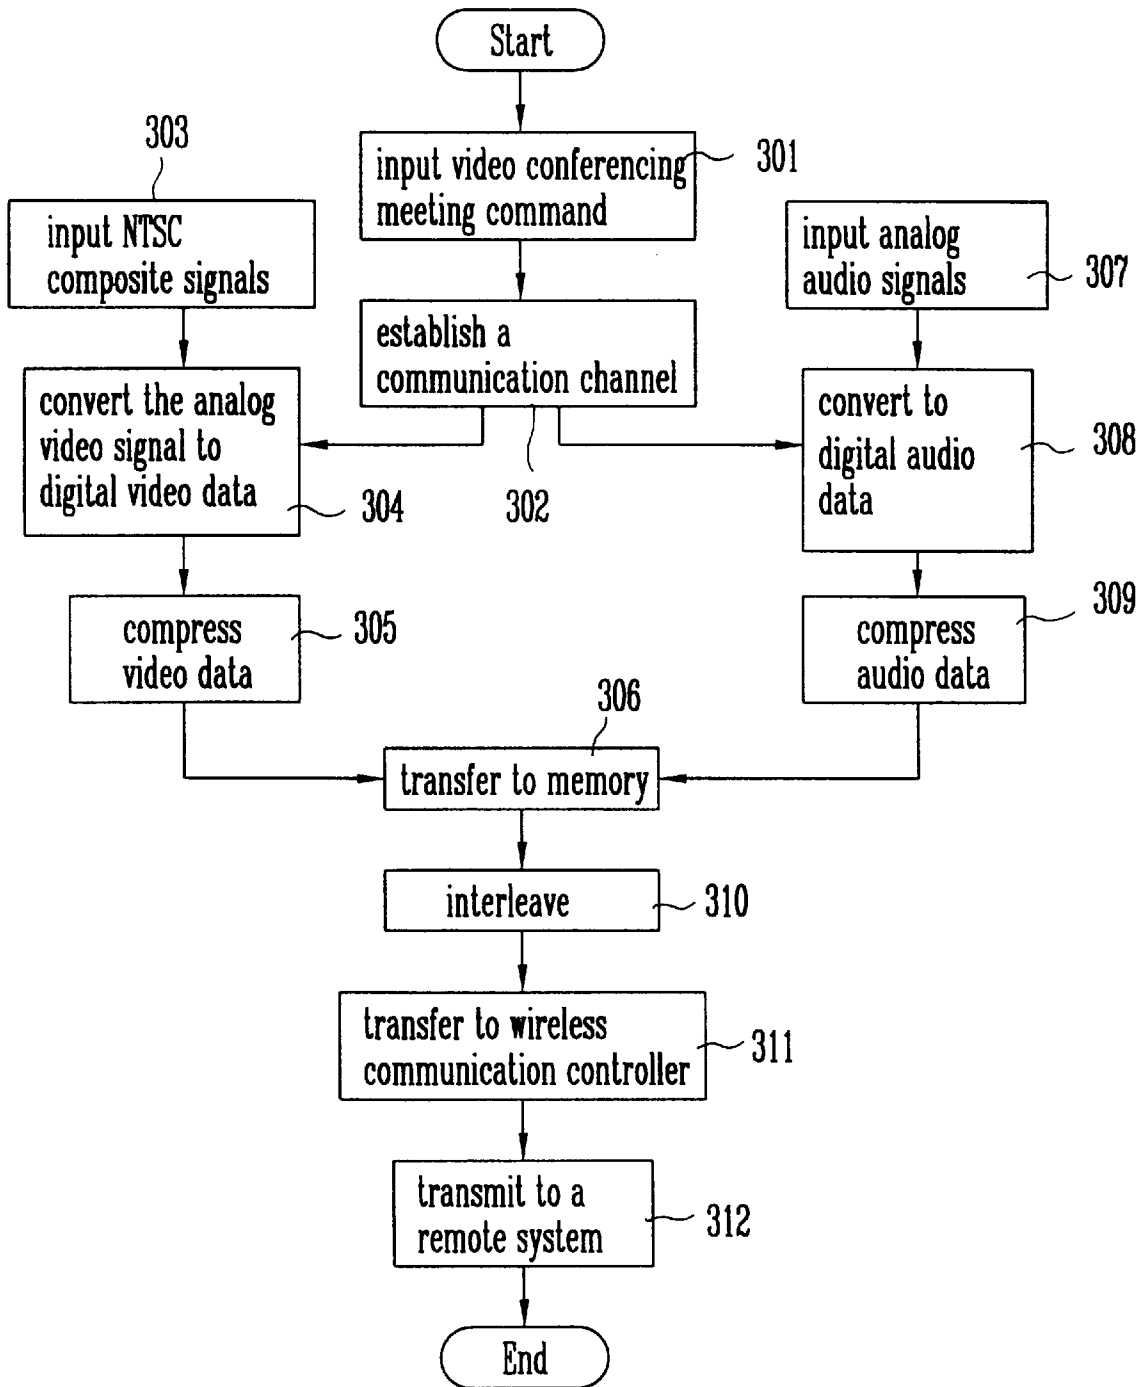 Start
303
input video conferencing
meeting command
301
input NTSC
composite signals
input analog
audio signals
307
establish a
communication channel
302
convert the analog
video signal to
digital video data
304
convert to
digital audio
data
308
compress
video data
305
compress
audio data
309
306
transfer to memory
interleave
310
transfer to wireless
communication controller
311
transmit to a
remote system
312
End